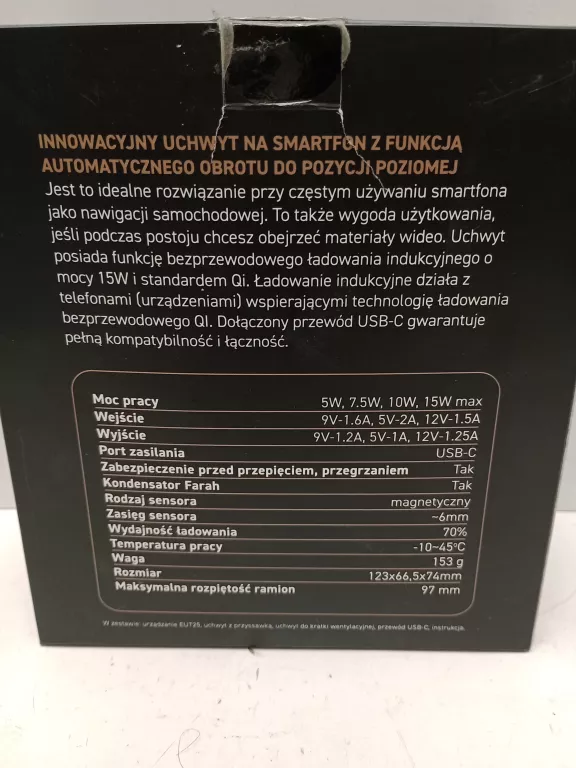 INNOWACYJNY UCHWYT NA SMARTFON Z FUNKCJĄ
AUTOMATYCZNEGO OBROTU DO POZYCJI POZIOMEJ
Jest to idealne rozwiązanie przy częstym używaniu smartfona
jako nawigacji samochodowej. To także wygoda użytkowania,
jeśli podczas postoju chcesz obejrzeć materiały wideo. Uchwyt
posiada funkcję bezprzewodowego ładowania indukcyjnego o
mocy 15W i standardem Qi. Ładowanie indukcyjne działa z
telefonami (urządzeniami) wspierającymi technologię ładowania
bezprzewodowego QI. Dołączony przewód USB-C gwarantuje
pełną kompatybilność i łączność.
Moc pracy 5W, 7.5W, 10W, 15W max
Wejście 9V-1.6A, 5V-2A, 12V-1.5A
Wyjście 9V-1.2A, 5V-1A, 12V-1.25A
Port zasilania USB-C
Zabezpieczenie przed przepięciem, przegrzaniem Tak
Kondensator Farah Tak
Rodzaj sensora magnetyczny
Zasięg sensora ~6mm
Wydajność ładowania 70%
Temperatura pracy -10~45ºC
Waga 153 g
Rozmiar 123x66,5x74mm
Maksymalna rozpiętość ramion 97 mm
W zestawie: urządzenie EUT25, uchwyt z przyssawką, uchwyt do kratki wentylacyjnej, przewód USB-C, instrukcja.